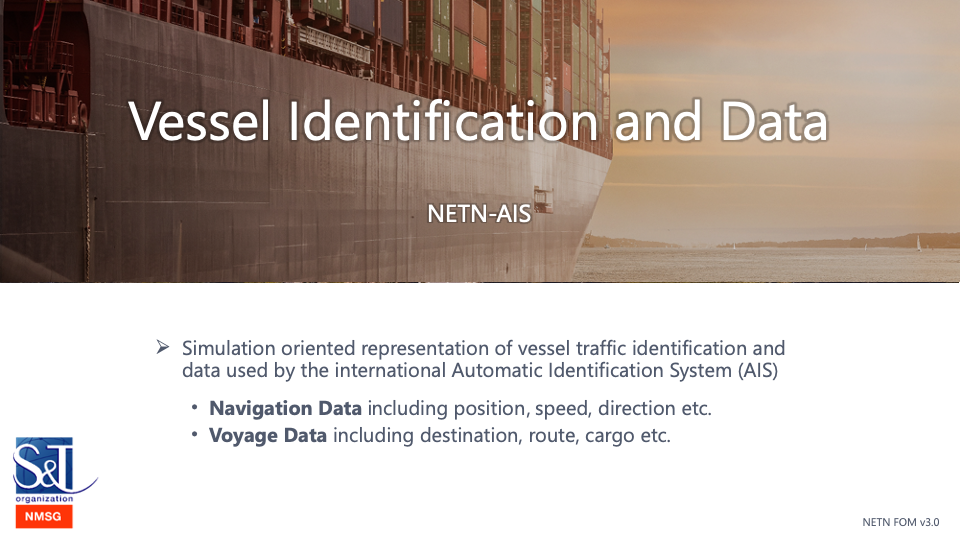 Vessel Identification and Data
NETN-AIS
➢ Simulation oriented representation of vessel traffic identification and
data used by the international Automatic Identification System (AIS)
• Navigation Data including position, speed, direction etc.
• Voyage Data including destination, route, cargo etc.
S&T
organization
NMSG
NETN FOM v3.0